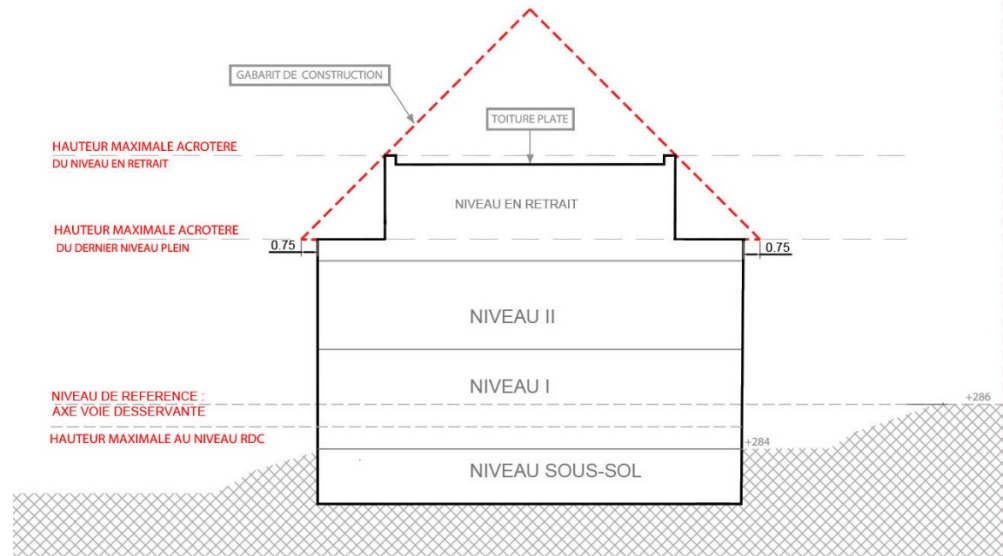 GABARIT DE CONSTRUCTION
TOITURE PLATE
HAUTEUR MAXIMALE ACROTERE
DU NIVEAU EN RETRAIT
NIVEAU EN RETRAIT
HAUTEUR MAXIMALE ACROTERE
DU DERNIER NIVEAU PLEIN
0.75
0.75
NIVEAU II
NIVEAU I
NIVEAU DE REFERENCE :
AXE VOIE DESSERVANTE
+286
HAUTEUR MAXIMALE AU NIVEAU RDC
+284
NIVEAU SOUS-SOL